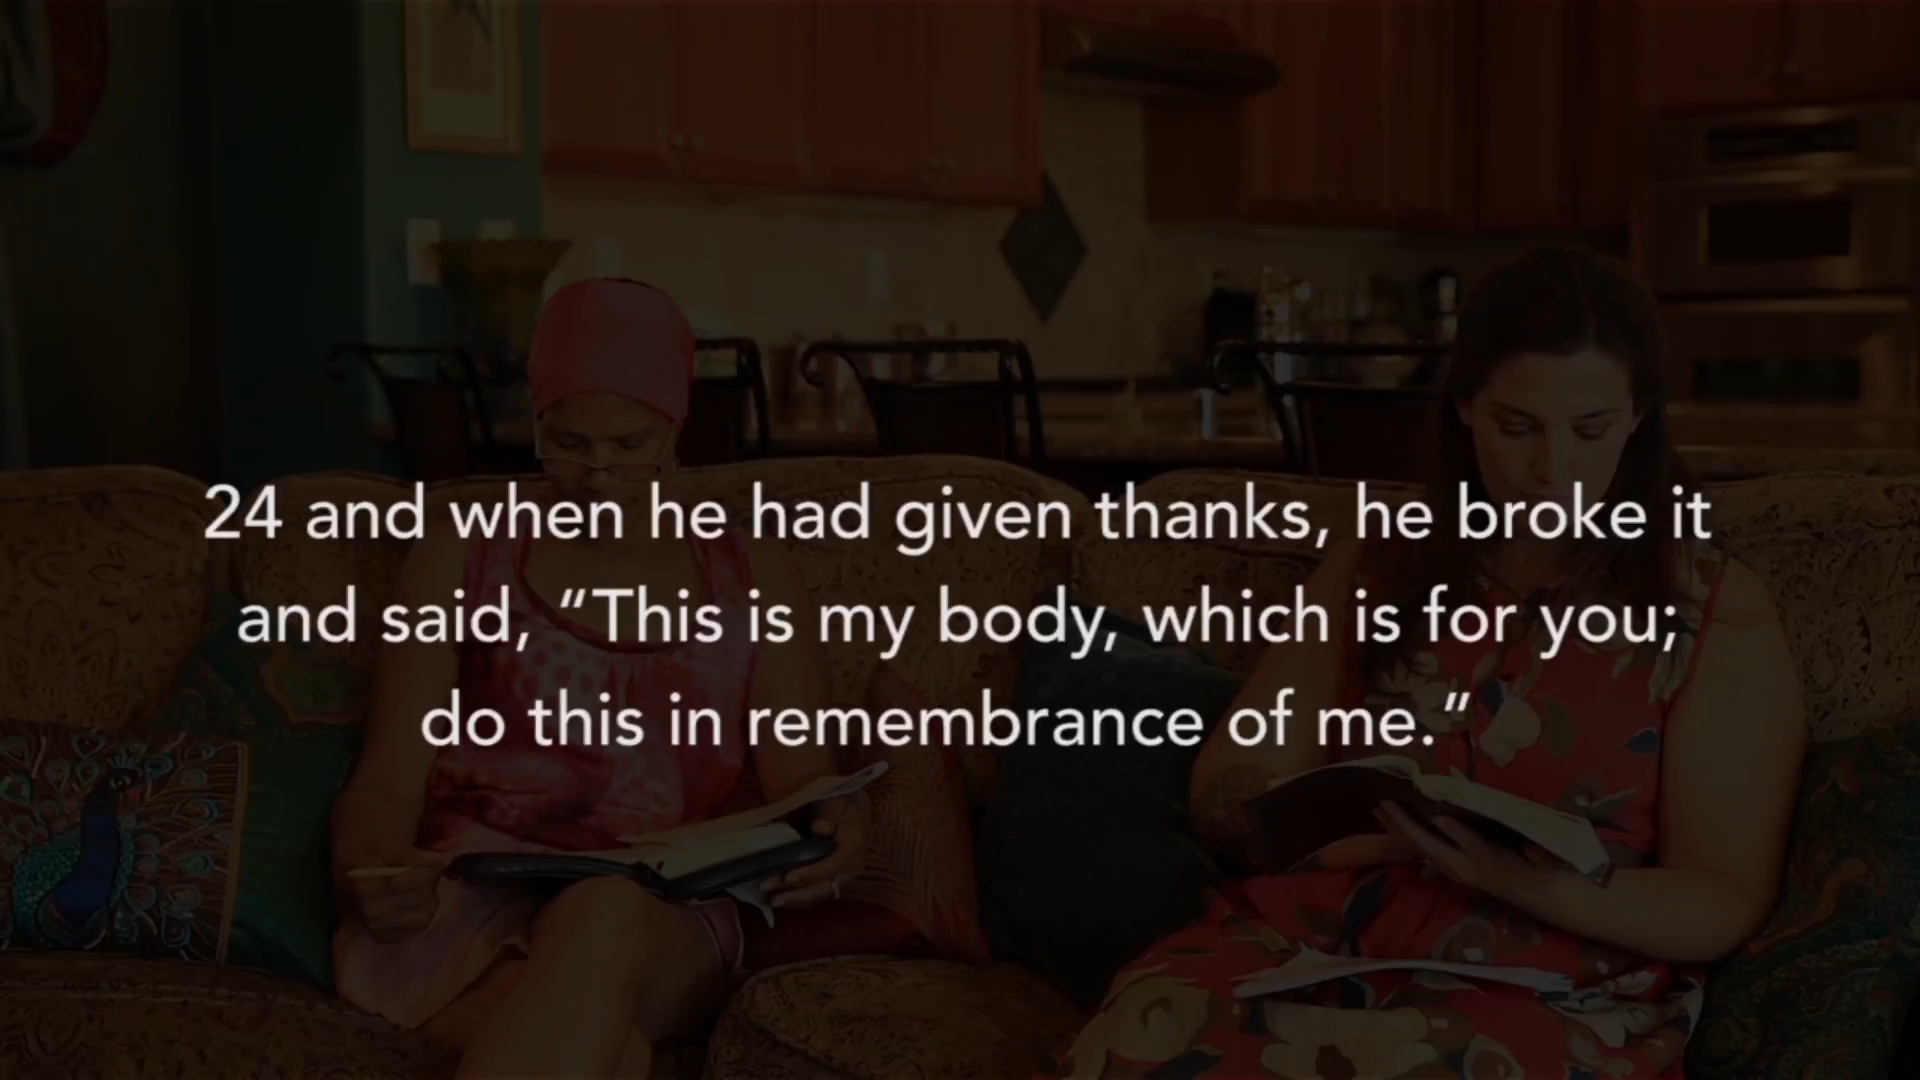 24 and when he had given thanks, he broke it
and said, “This is my body, which is for you;
do this in remembrance of me.”